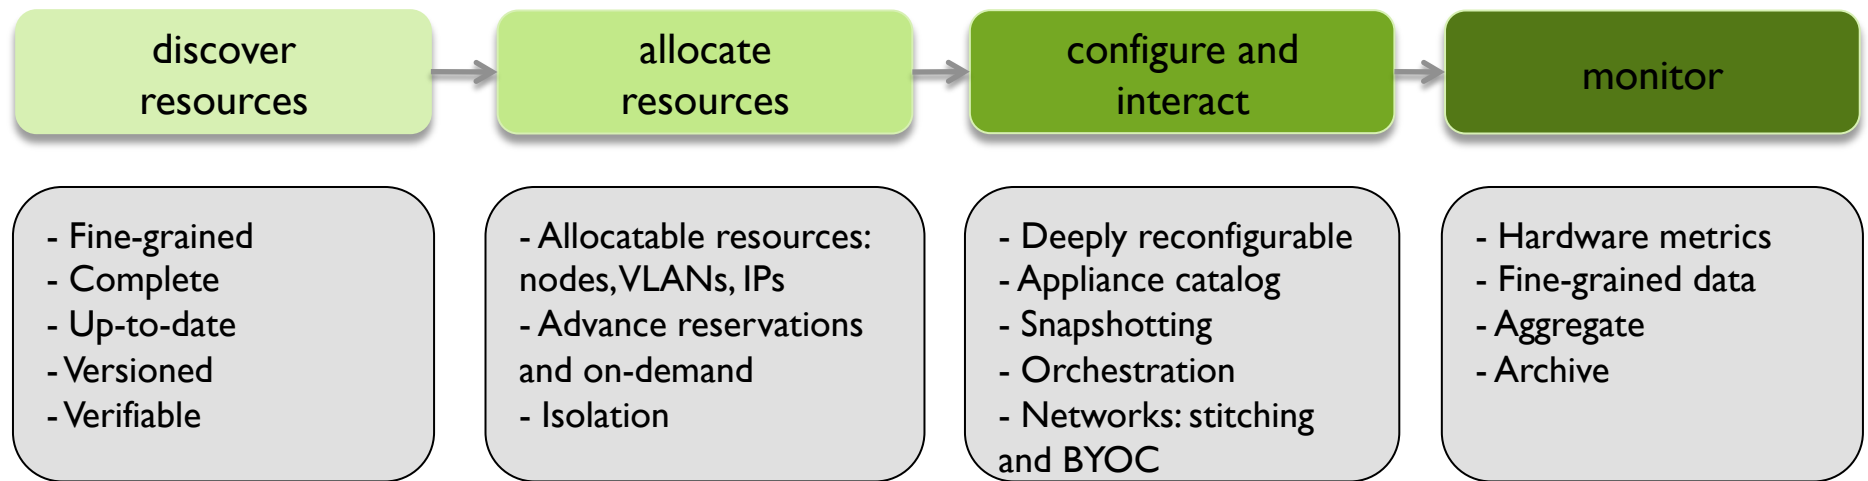 discover
resources
allocate
resources
configure and
interact
monitor
- Fine-grained
- Complete
- Up-to-date
- Versioned
- Verifiable
- Allocatable resources:
nodes, VLANs, IPs
- Advance reservations
and on-demand
- Isolation
- Deeply reconfigurable
- Appliance catalog
- Snapshotting
- Orchestration
- Networks: stitching
and BYOC
- Hardware metrics
- Fine-grained data
- Aggregate
- Archive